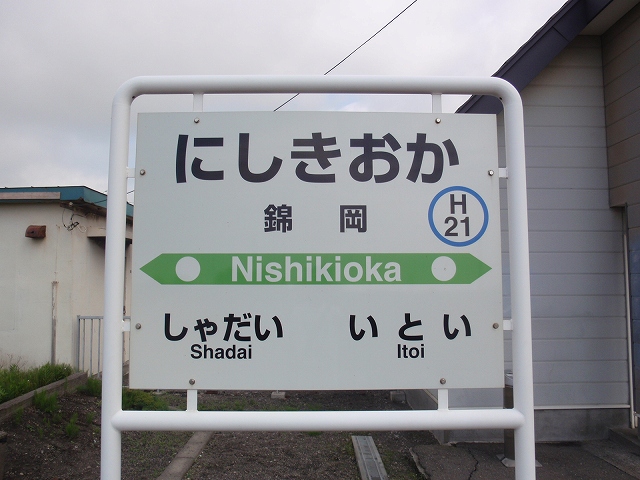 にしきおか
錦岡
H
21
Nishikioka
しゃだい いとい
Shadai Itoi